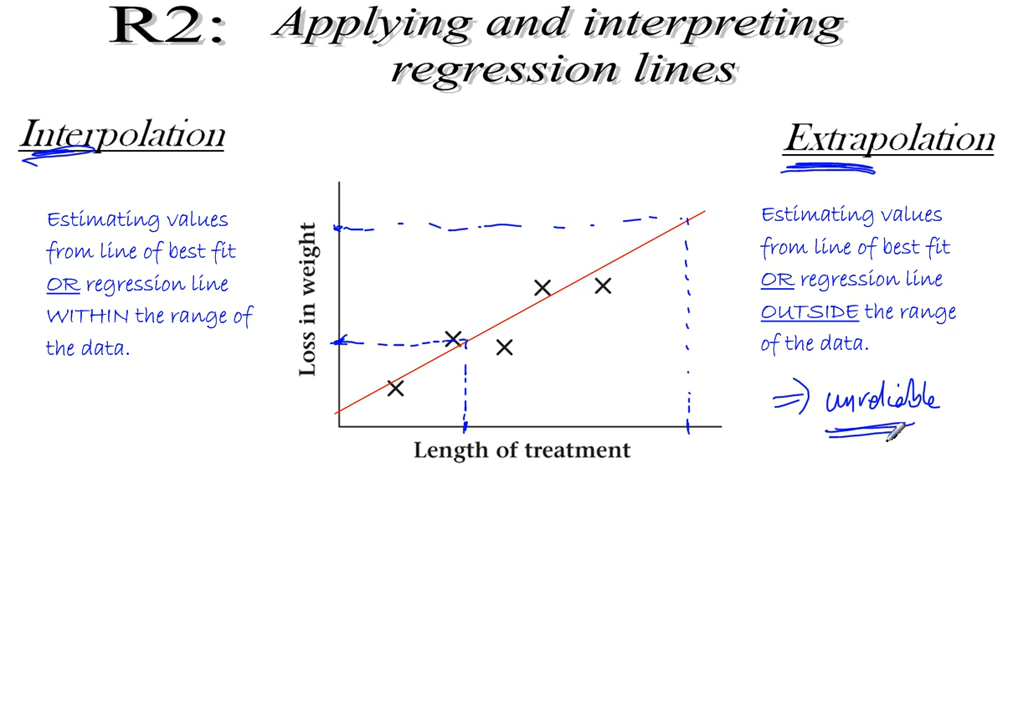 R2: Applying and interpreting
regression lines
Interpolation
Estimating values
from line of best fit
OR regression line
WITHIN the range of
the data.
Loss in weight
Length of treatment
Extrapolation
Estimating values
from line of best fit
OR regression line
OUTSIDE the range
of the data.
⇒ unreliable